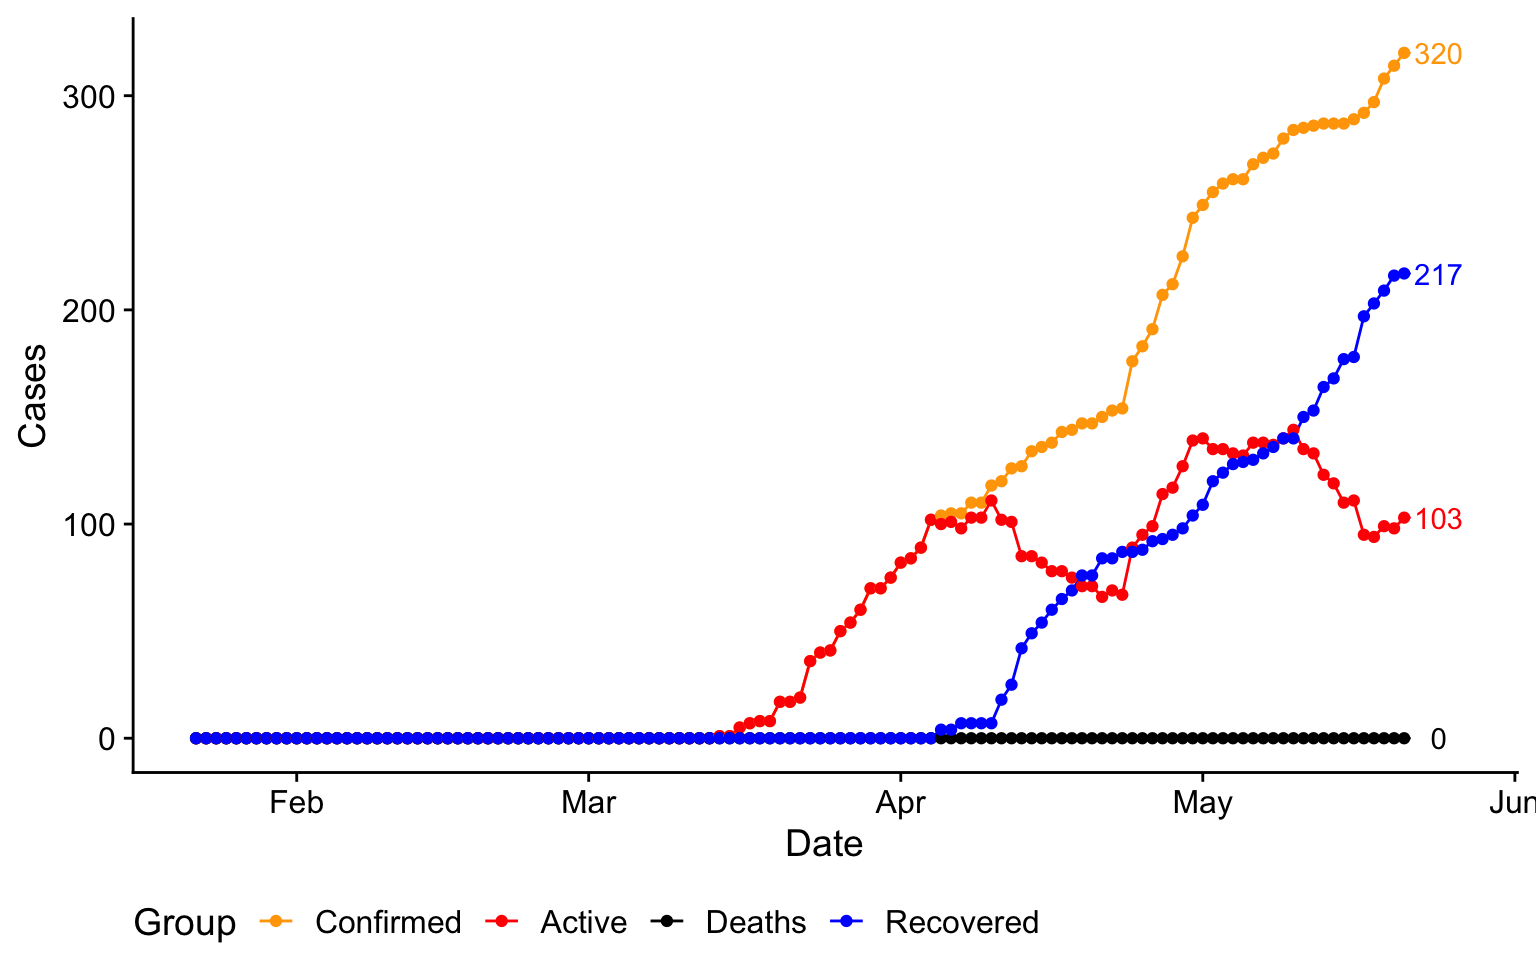 320
300
217
200
Cases
103
100
0
0
Feb Mar Apr May Jun
Date
Group Confirmed Active Deaths Recovered